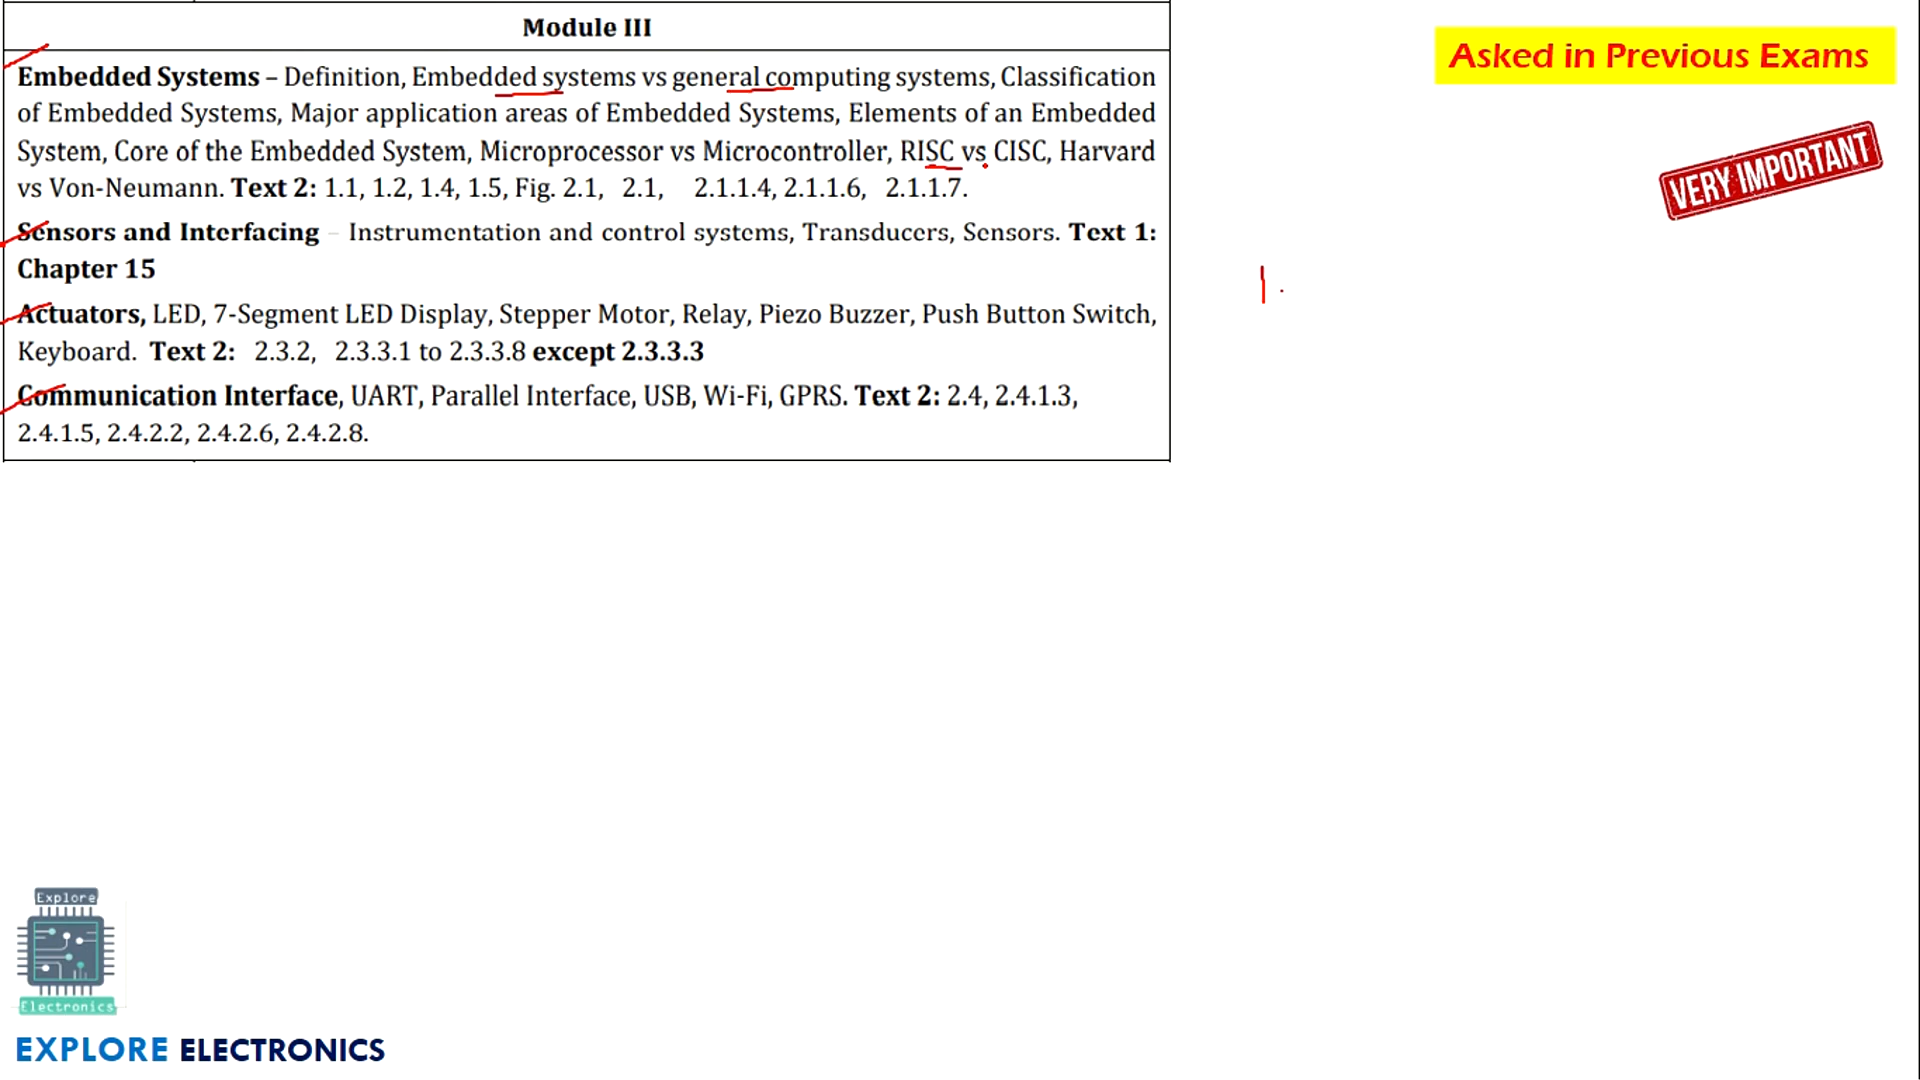 Module III
Asked in Previous Exams
Embedded Systems – Definition, Embedded systems vs general computing systems, Classification
of Embedded Systems, Major application areas of Embedded Systems, Elements of an Embedded
System, Core of the Embedded System, Microprocessor vs Microcontroller, RISC vs CISC, Harvard
vs Von-Neumann. Text 2: 1.1, 1.2, 1.4, 1.5, Fig. 2.1, 2.1, 2.1.1.4, 2.1.1.6, 2.1.1.7.
VERY IMPORTANT
Sensors and Interfacing – Instrumentation and control systems, Transducers, Sensors. Text 1:
Chapter 15
Actuators, LED, 7-Segment LED Display, Stepper Motor, Relay, Piezo Buzzer, Push Button Switch,
Keyboard. Text 2: 2.3.2, 2.3.3.1 to 2.3.3.8 except 2.3.3.3
Communication Interface, UART, Parallel Interface, USB, Wi-Fi, GPRS. Text 2: 2.4, 2.4.1.3,
2.4.1.5, 2.4.2.2, 2.4.2.6, 2.4.2.8.
Explore
Electronics
EXPLORE ELECTRONICS